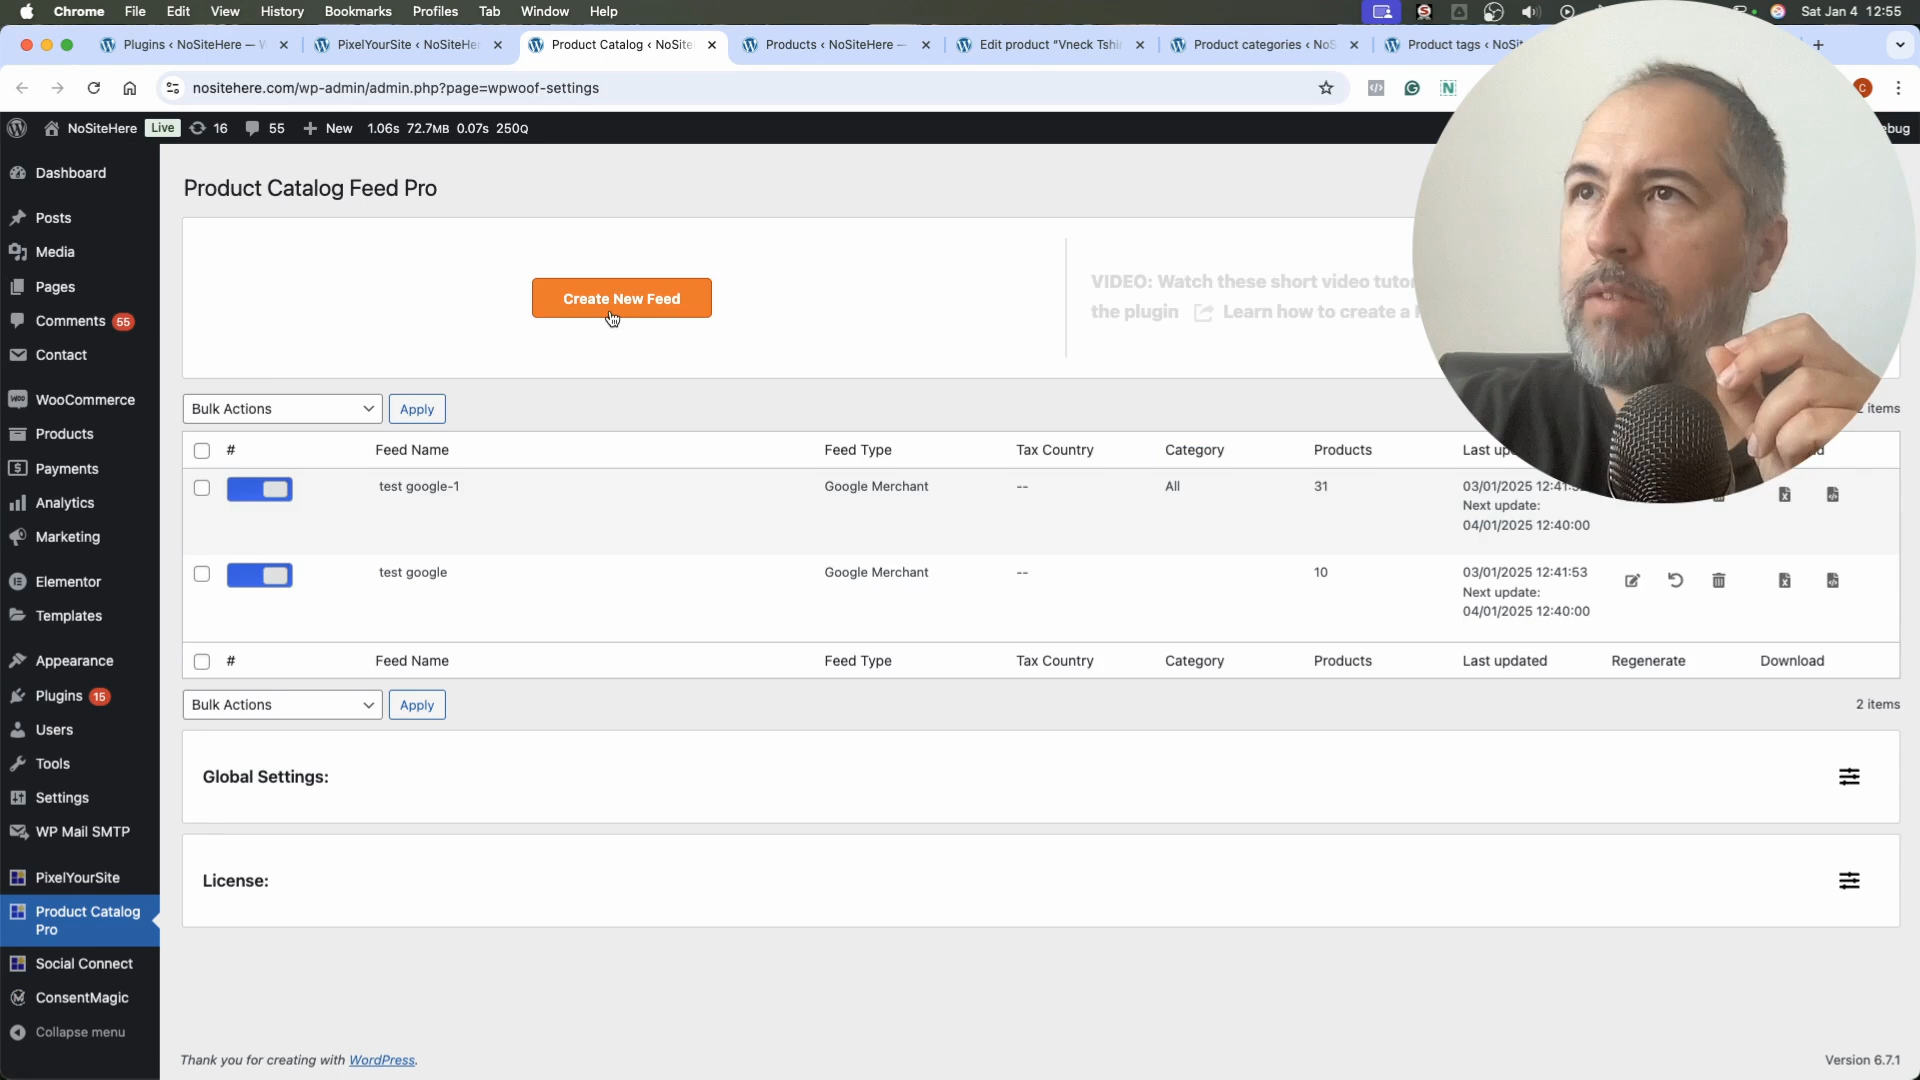 Chrome File Edit View History Bookmarks Profiles Tab Window Help Sat Jan 4 12:55
Plugins ‹ NoSiteHere — PixelYourSite ‹ NoSiteHer Product Catalog ‹ NoSite Products ‹ NoSiteHere — Edit product "Vneck Tshir Product categories ‹ NoS Product tags ‹ NoSit
nositehere.com/wp-admin/admin.php?page=wpwoof-settings
NoSiteHere Live 16 55 New 1.06s 72.7MB 0.07s 250Q
Dashboard
Posts
Media
Pages
Comments 55
Contact
WooCommerce
Products
Payments
Analytics
Marketing
Elementor
Templates
Appearance
Plugins 15
Users
Tools
Settings
WP Mail SMTP
PixelYourSite
Product Catalog
Pro
Social Connect
ConsentMagic
Collapse menu
Product Catalog Feed Pro
Create New Feed
VIDEO: Watch these short video tutor
the plugin Learn how to create a
Bulk Actions Apply
items
# Feed Name Feed Type Tax Country Category Products Last up
test google-1 Google Merchant -- All 31 03/01/2025 12:41:5
Next update:
04/01/2025 12:40:00
test google Google Merchant -- 10 03/01/2025 12:41:53
Next update:
04/01/2025 12:40:00
# Feed Name Feed Type Tax Country Category Products Last updated Regenerate Download
Bulk Actions Apply
2 items
Global Settings:
License:
Thank you for creating with WordPress.
Version 6.7.1